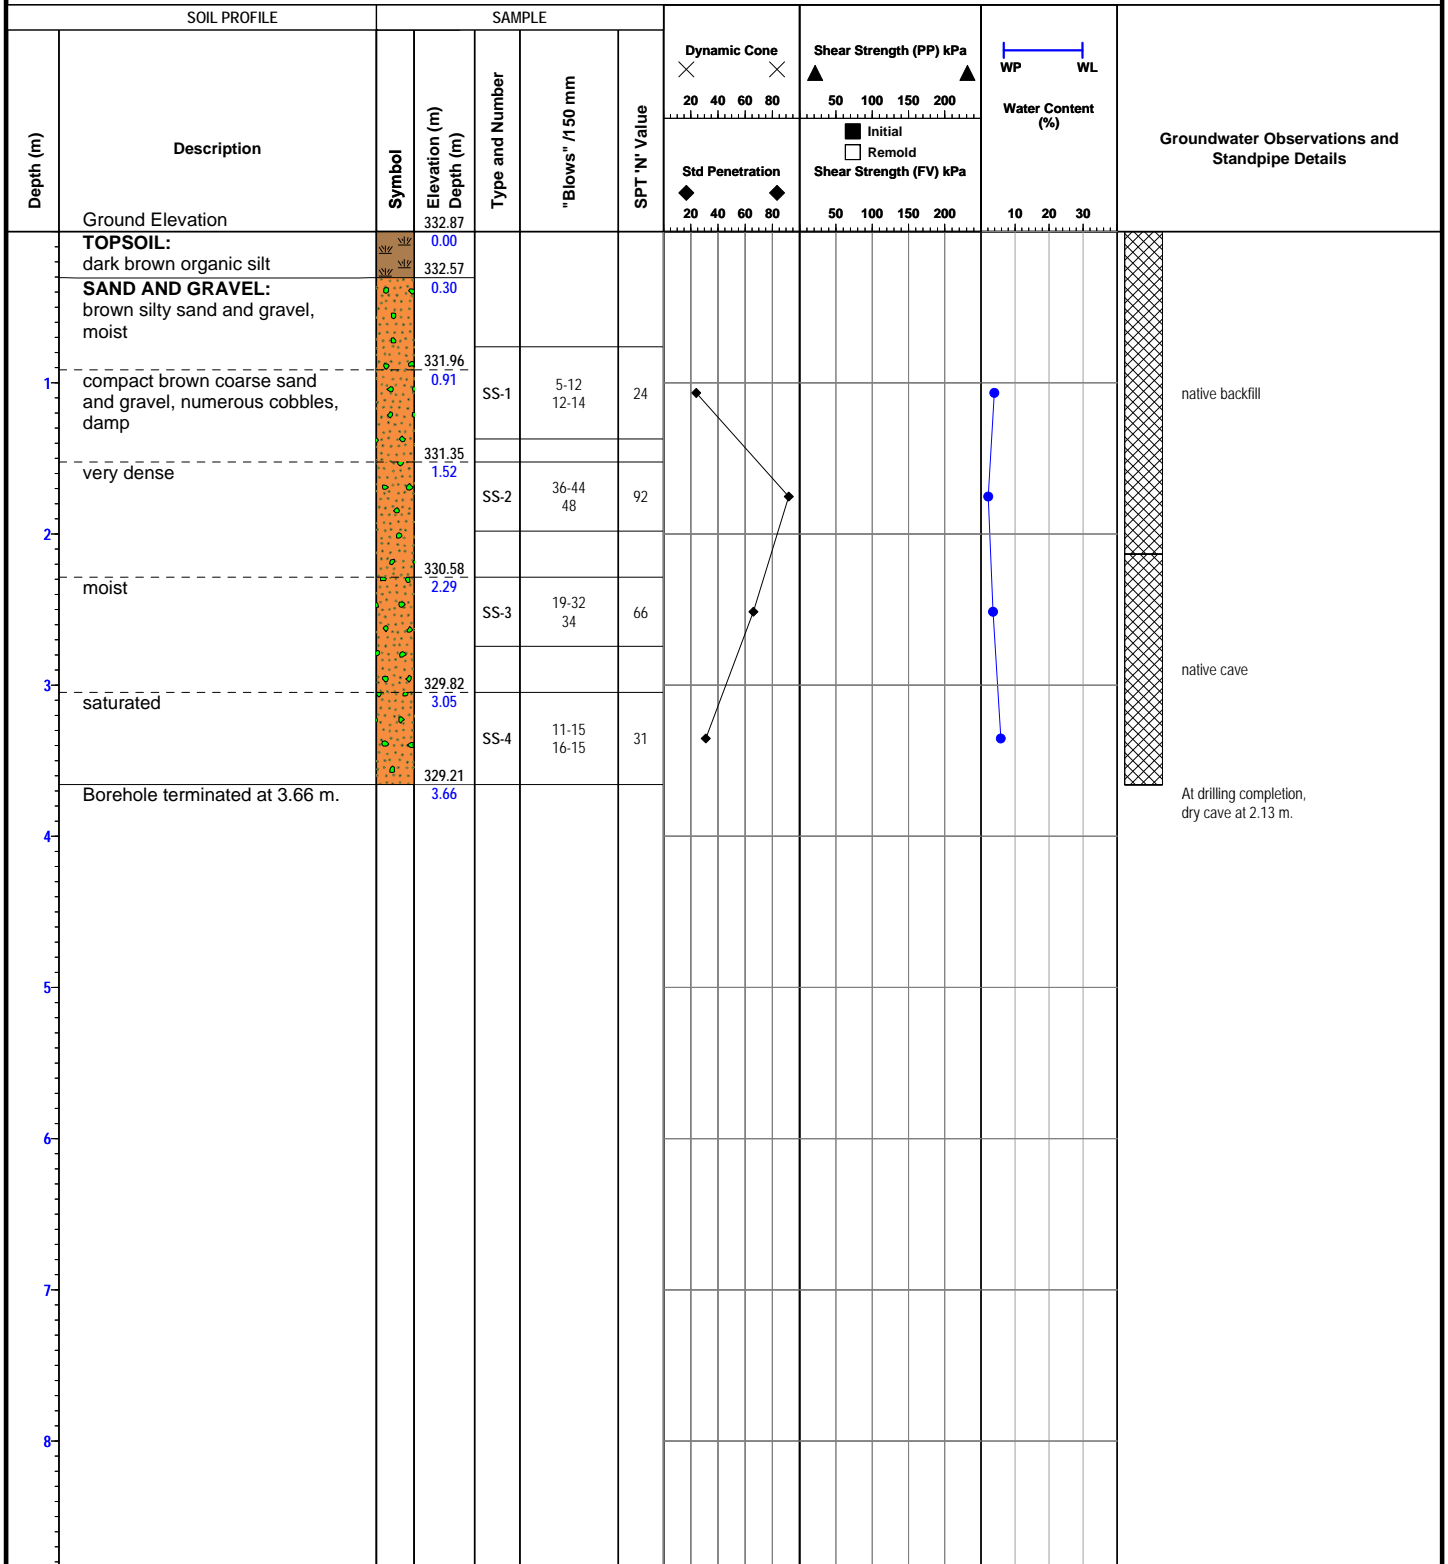 SOIL PROFILE
SAMPLE
Depth (m)
Description
Symbol
Elevation (m)
Depth (m)
Type and Number
"Blows" /150 mm
SPT 'N' Value
Dynamic Cone
20 40 60 80
Std Penetration
20 40 60 80
Shear Strength (PP) kPa
50 100 150 200
Initial
Remold
Shear Strength (FV) kPa
50 100 150 200
WP WL
Water Content
(%)
10 20 30
Groundwater Observations and
Standpipe Details
Ground Elevation
332.87
TOPSOIL:
0.00
dark brown organic silt
332.57
SAND AND GRAVEL:
0.30
brown silty sand and gravel,
moist
331.96
1
compact brown coarse sand
0.91
and gravel, numerous cobbles,
damp
SS-1
5-12
12-14
24
native backfill
331.35
very dense
1.52
SS-2
36-44
48
92
2
330.58
moist
2.29
SS-3
19-32
34
66
native cave
3
329.82
saturated
3.05
SS-4
11-15
16-15
31
329.21
Borehole terminated at 3.66 m.
3.66
At drilling completion,
dry cave at 2.13 m.
4
5
6
7
8